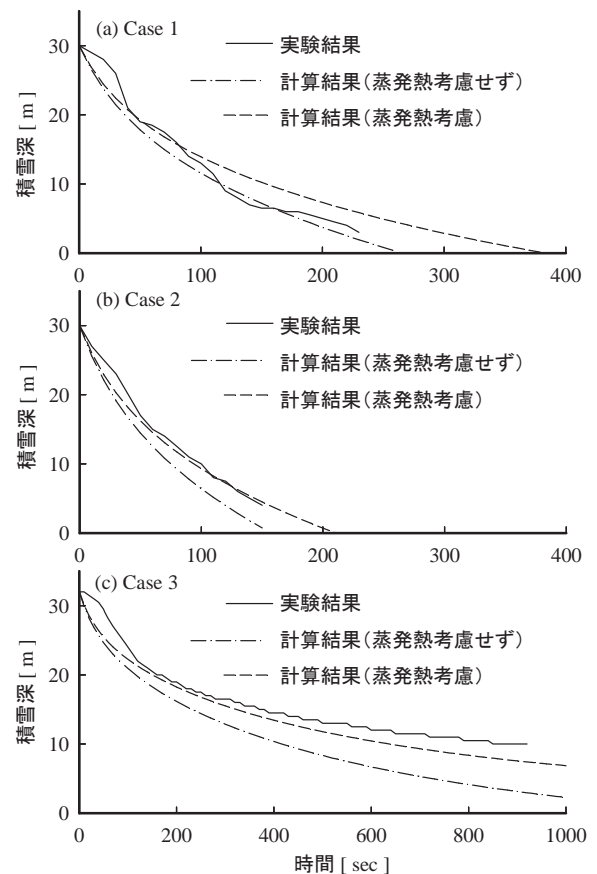 (a) Case 1
実験結果
計算結果（蒸発熱考慮せず）
計算結果（蒸発熱考慮）
積雪深 [ m ]
30
20
10
0
0 100 200 300 400
(b) Case 2
実験結果
計算結果（蒸発熱考慮せず）
計算結果（蒸発熱考慮）
積雪深 [ m ]
30
20
10
0
0 100 200 300 400
(c) Case 3
実験結果
計算結果（蒸発熱考慮せず）
計算結果（蒸発熱考慮）
積雪深 [ m ]
30
20
10
0
0 200 400 600 800 1000
時間 [ sec ]